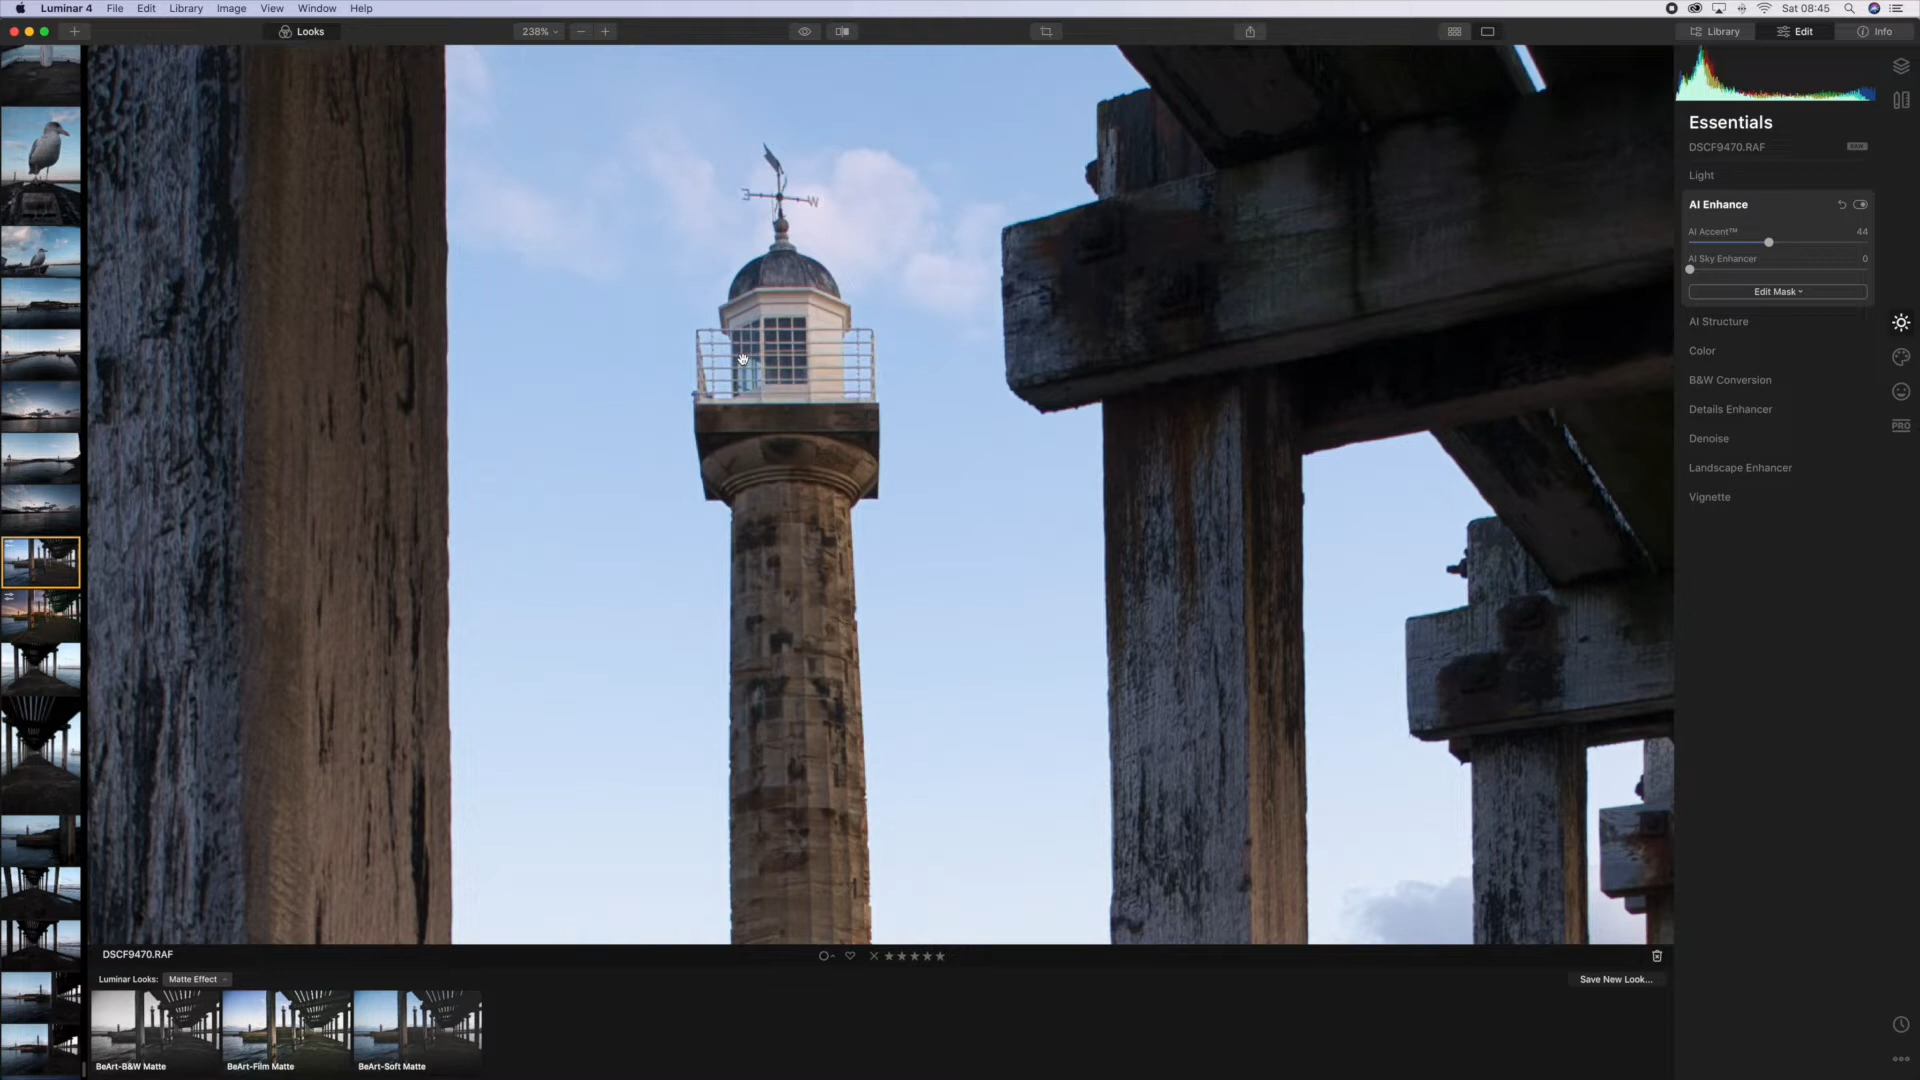 Luminar 4 File Edit Library Image View Window Help Sat 08:45
Looks 238% Library Edit Info
W
Essentials
DSCF9470.RAF RAW
Light
AI Enhance
AI Accent™ 44
AI Sky Enhancer 0
Edit Mask
AI Structure
Color
B&W Conversion
Details Enhancer
Denoise
Landscape Enhancer
Vignette
PRO
DSCF9470.RAF
Luminar Looks: Matte Effect Save New Look...
BeArt-B&W Matte BeArt-Film Matte BeArt-Soft Matte